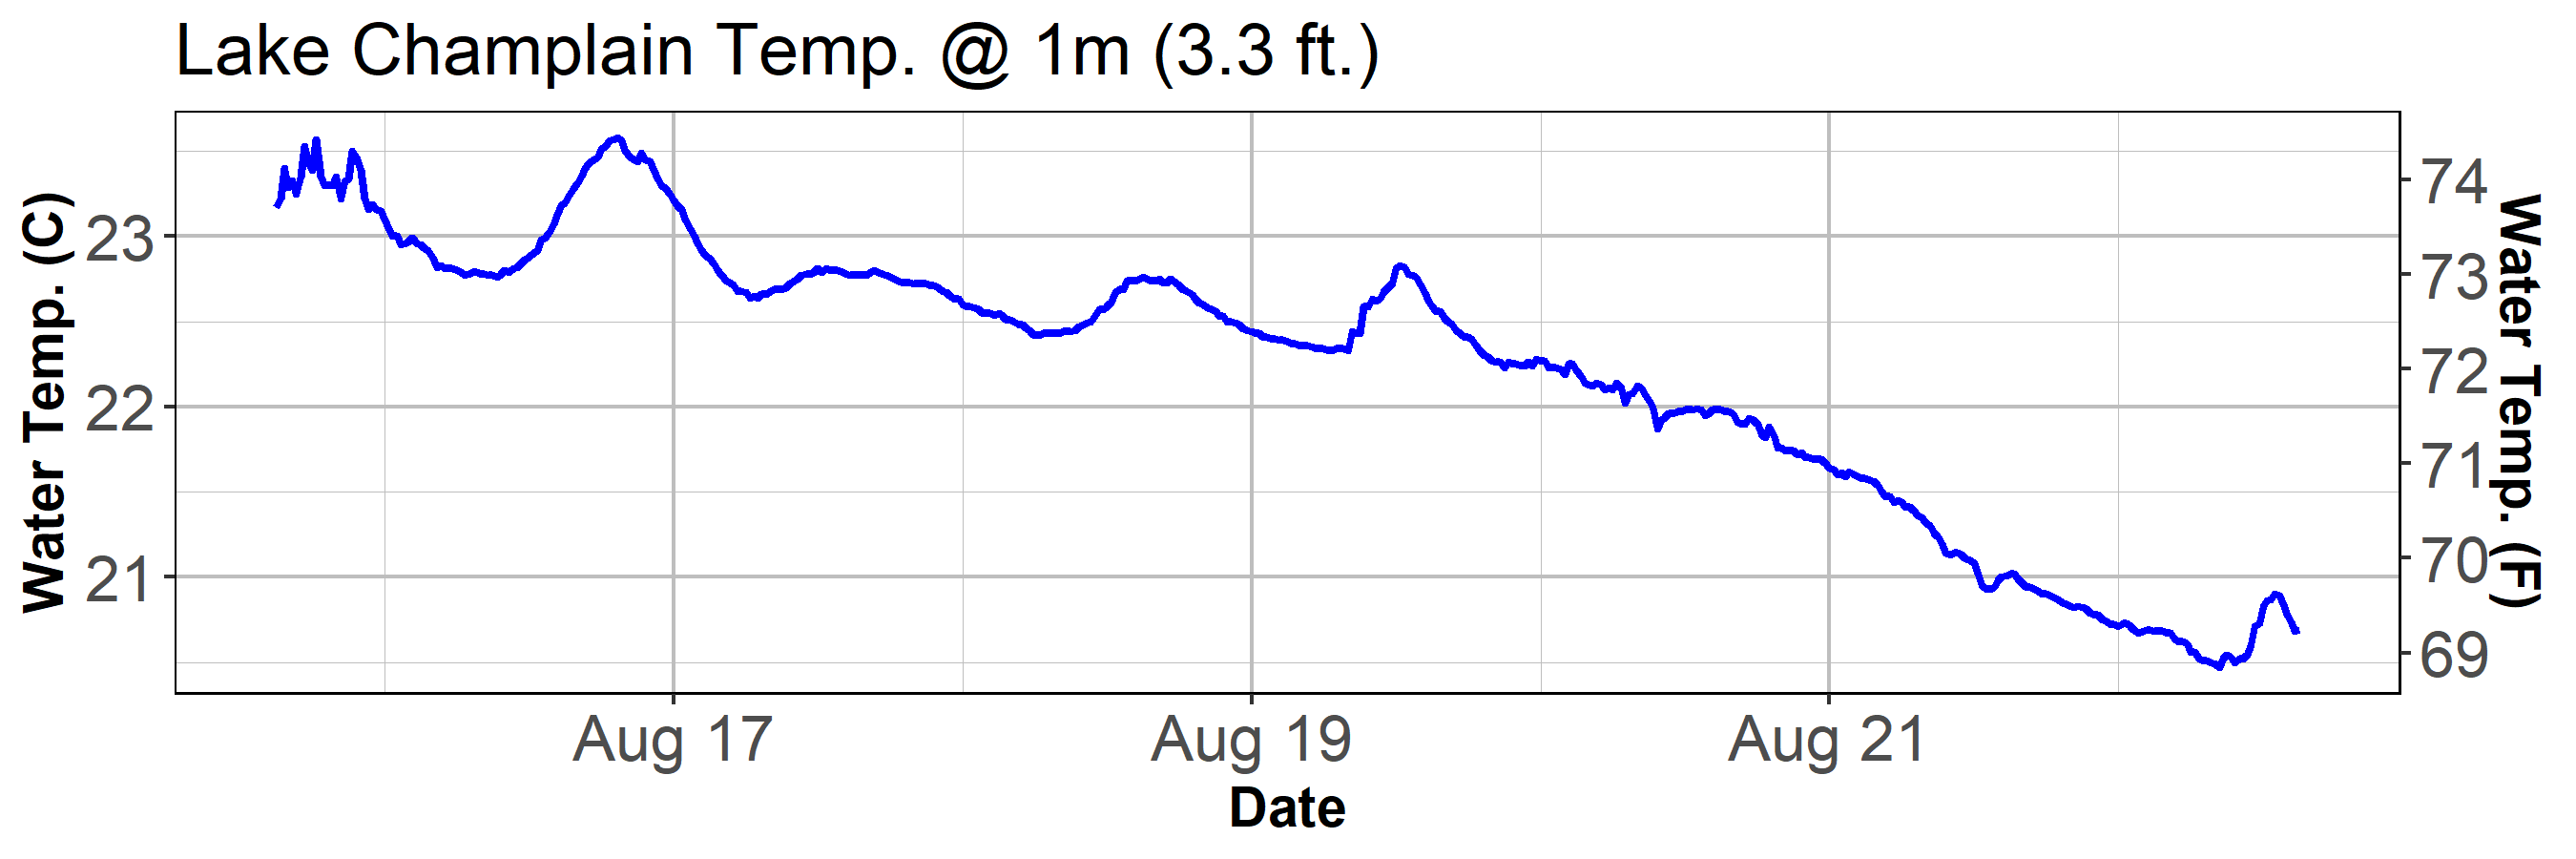 Lake Champlain Temp. @ 1m (3.3 ft.)
Water Temp. (C)
23
22
21
74
73
72
71
70
69
Water Temp. (F)
Aug 17
Aug 19
Aug 21
Date